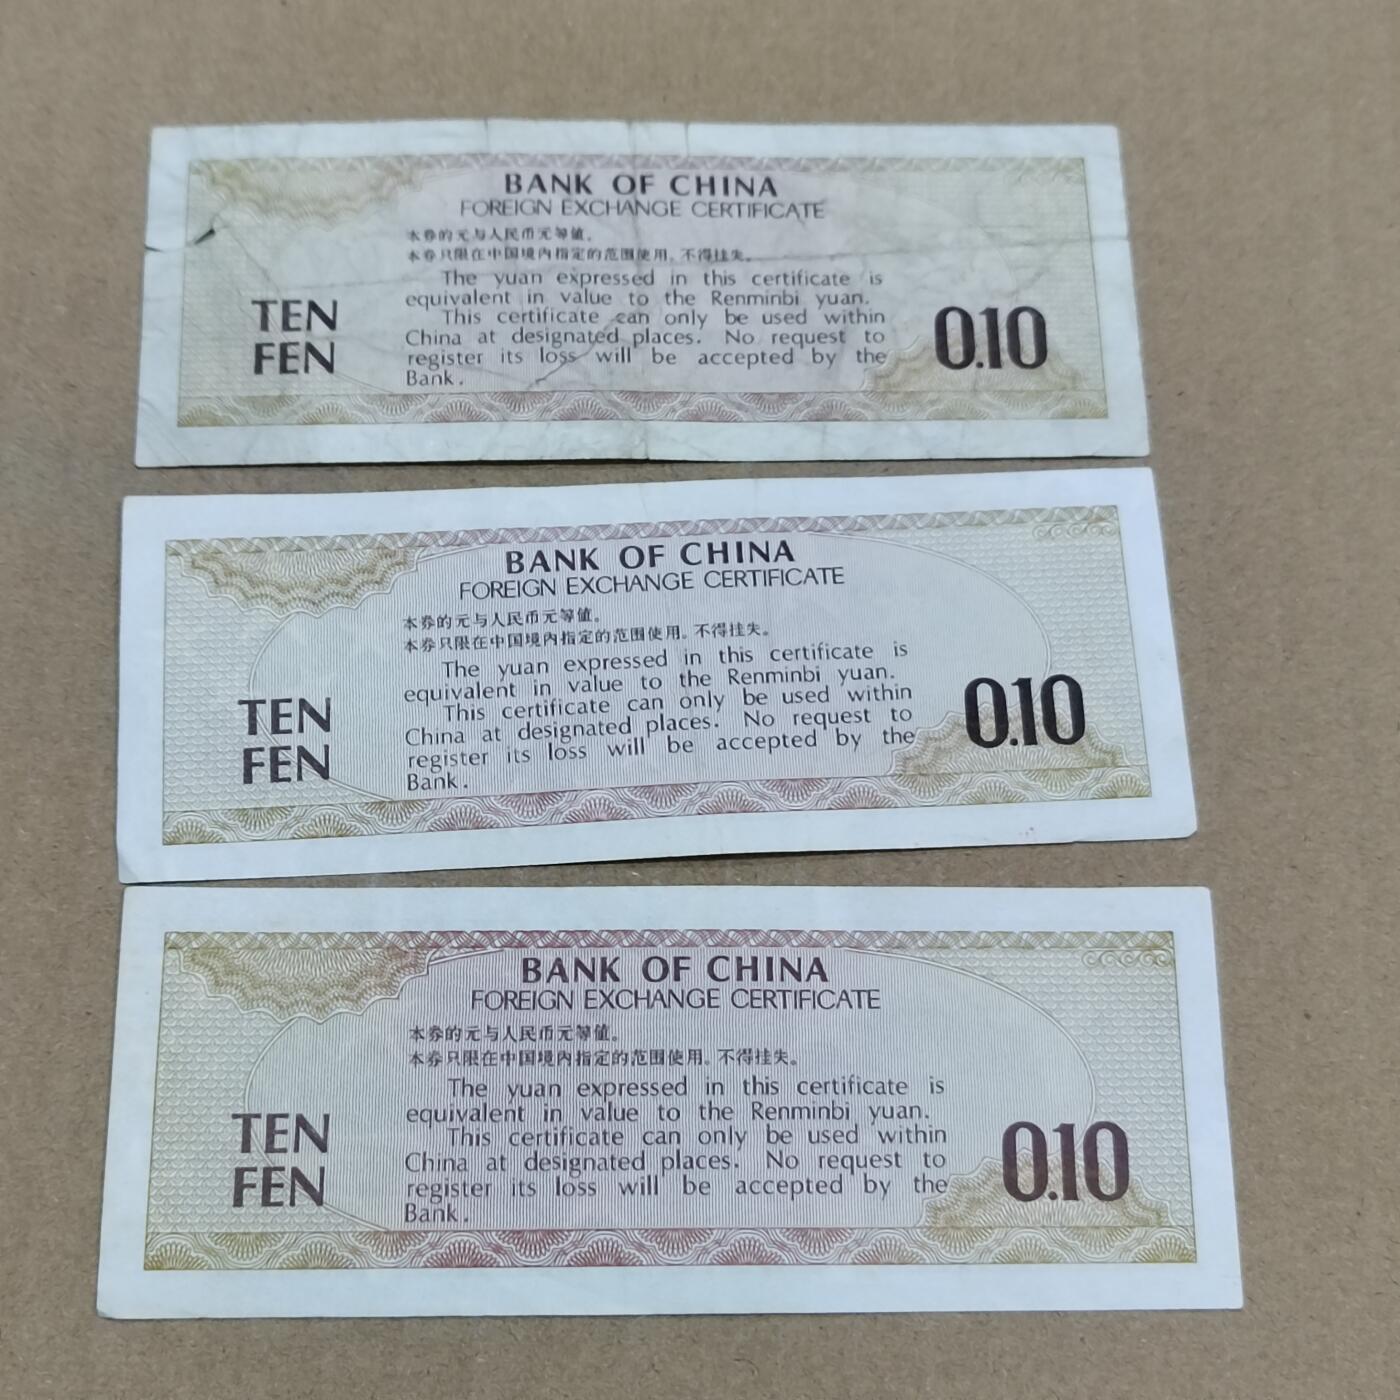 BANK OF CHINA
FOREIGN EXCHANGE CERTIFICATE
本券的元与人民币元等值。
本券只限在中国境内指定的范围使用。不得挂失。
The yuan expressed in this certificate is
equivalent in value to the Renminbi yuan.
This certificate can only be used within
China at designated places. No request to
register its loss will be accepted by the
Bank.
TEN
FEN
0.10
BANK OF CHINA
FOREIGN EXCHANGE CERTIFICATE
本券的元与人民币元等值。
本券只限在中国境内指定的范围使用。不得挂失。
The yuan expressed in this certificate is
equivalent in value to the Renminbi yuan.
This certificate can only be used within
China at designated places. No request to
register its loss will be accepted by the
Bank.
TEN
FEN
0.10
BANK OF CHINA
FOREIGN EXCHANGE CERTIFICATE
本券的元与人民币元等值。
本券只限在中国境内指定的范围使用。不得挂失。
The yuan expressed in this certificate is
equivalent in value to the Renminbi yuan.
This certificate can only be used within
China at designated places. No request to
register its loss will be accepted by the
Bank.
TEN
FEN
0.10